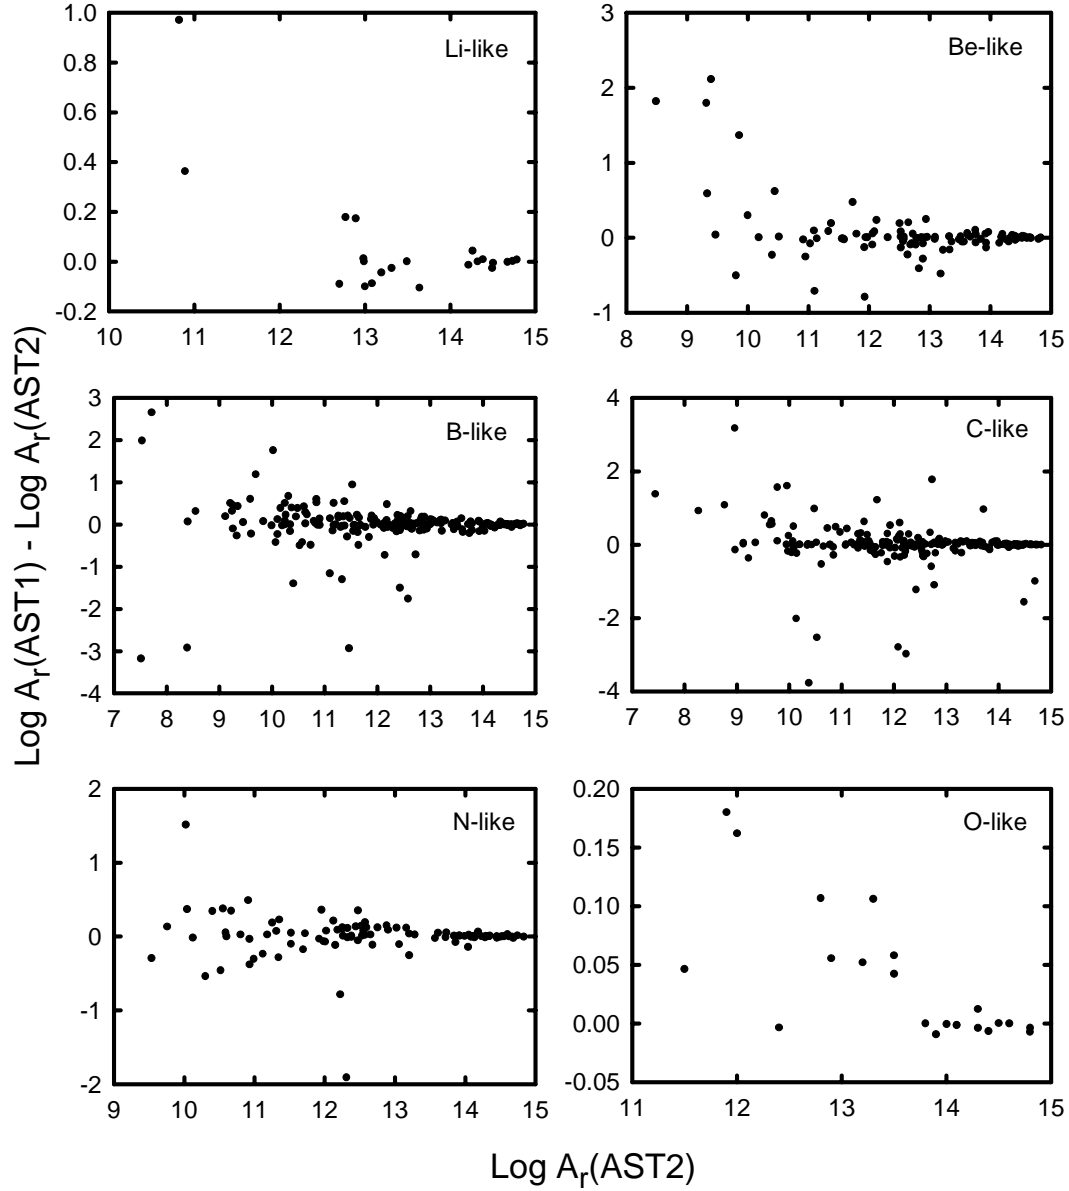 Log Ar(AST1) - Log Ar(AST2)
Li-like
1.0
0.8
0.6
0.4
0.2
0.0
-0.2
10 11 12 13 14 15
Be-like
3
2
1
0
-1
8 9 10 11 12 13 14 15
B-like
3
2
1
0
-1
-2
-3
-4
7 8 9 10 11 12 13 14 15
C-like
4
2
0
-2
-4
7 8 9 10 11 12 13 14 15
N-like
2
1
0
-1
-2
9 10 11 12 13 14 15
O-like
0.20
0.15
0.10
0.05
0.00
-0.05
11 12 13 14 15
Log Ar(AST2)